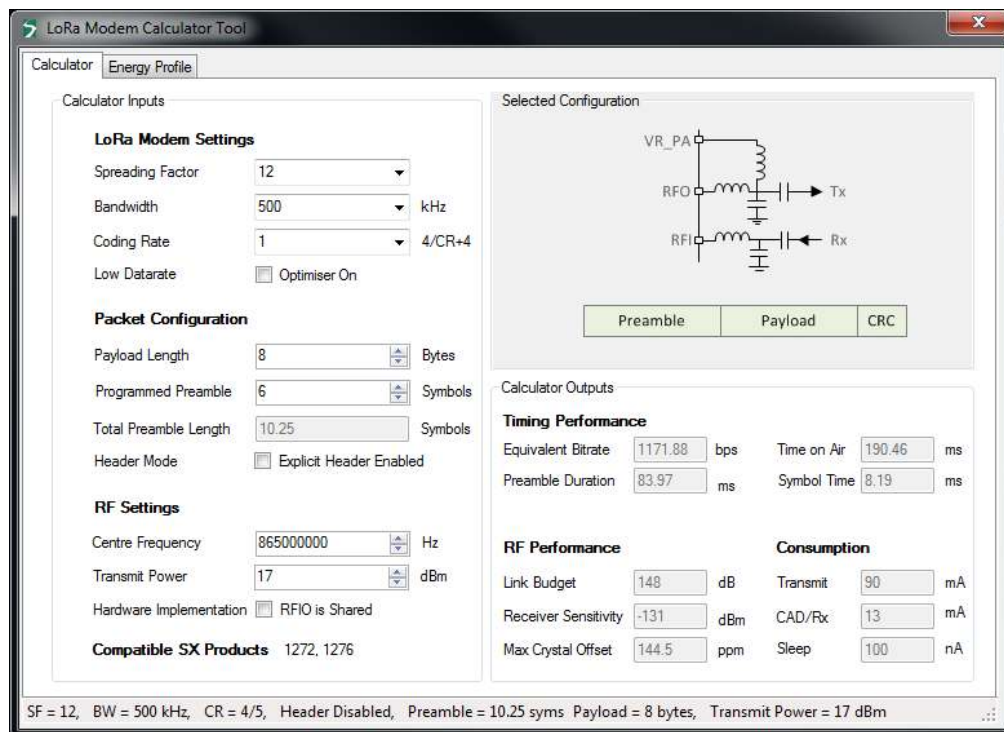 LoRa Modem Calculator Tool
Calculator
Energy Profile
Calculator Inputs
LoRa Modem Settings
Spreading Factor 12
Bandwidth 500 kHz
Coding Rate 1 4/CR+4
Low Datarate Optimiser On
Packet Configuration
Payload Length 8 Bytes
Programmed Preamble 6 Symbols
Total Preamble Length 10.25 Symbols
Header Mode Explicit Header Enabled
RF Settings
Centre Frequency 865000000 Hz
Transmit Power 17 dBm
Hardware Implementation RFIO is Shared
Compatible SX Products 1272, 1276
Selected Configuration
VR_PA
RFO Tx
RFI Rx
Preamble Payload CRC
Calculator Outputs
Timing Performance
Equivalent Bitrate 1171.88 bps Time on Air 190.46 ms
Preamble Duration 83.97 ms Symbol Time 8.19 ms
RF Performance Consumption
Link Budget 148 dB Transmit 90 mA
Receiver Sensitivity -131 dBm CAD/Rx 13 mA
Max Crystal Offset 144.5 ppm Sleep 100 nA
SF = 12, BW = 500 kHz, CR = 4/5, Header Disabled, Preamble = 10.25 syms Payload = 8 bytes, Transmit Power = 17 dBm